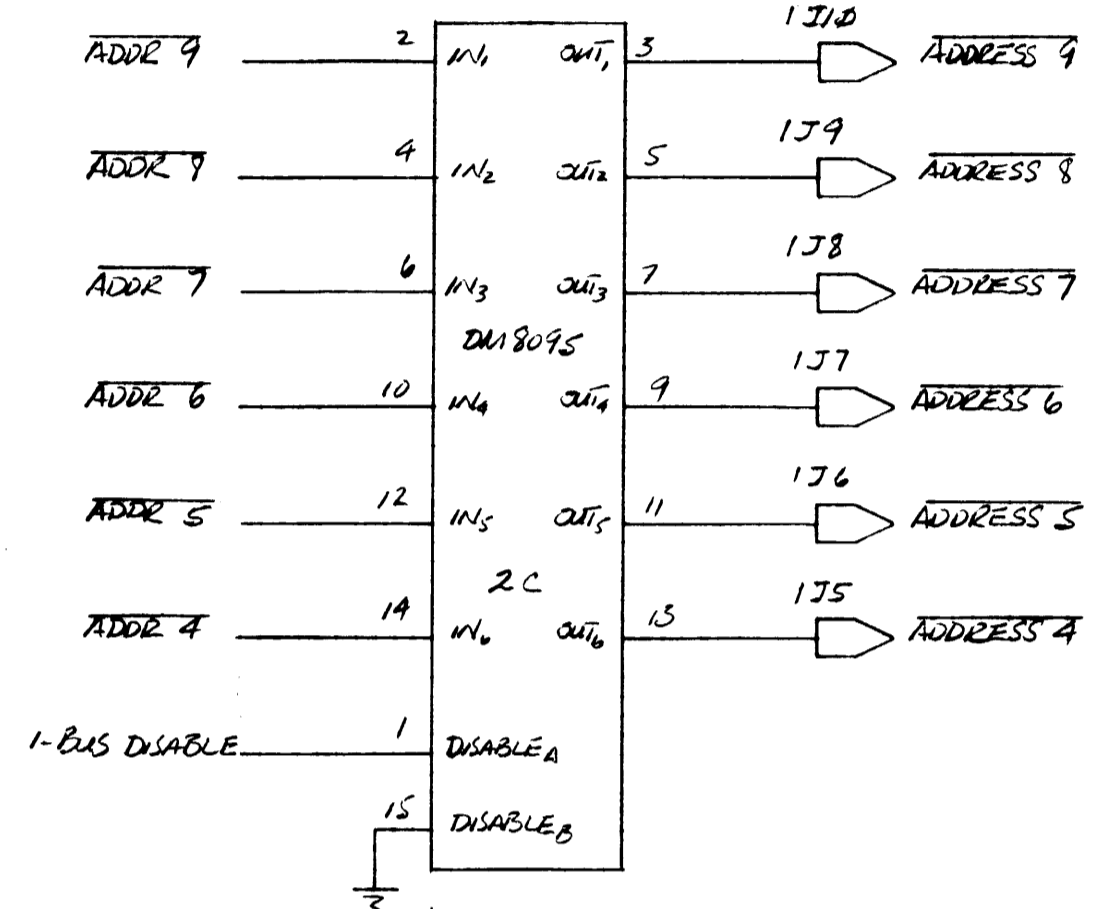 ADDR 9 2 IN1 OUT1 3 1J10 ADDRESS 9
ADDR 8 4 IN2 OUT2 5 1J9 ADDRESS 8
ADDR 7 6 IN3 OUT3 7 1J8 ADDRESS 7
DM8095
ADDR 6 10 IN4 OUT4 9 1J7 ADDRESS 6
ADDR 5 12 IN5 OUT5 11 1J6 ADDRESS 5
2C
ADDR 4 14 IN6 OUT6 13 1J5 ADDRESS 4
1-BUS DISABLE 1 DISABLEA
15 DISABLEB